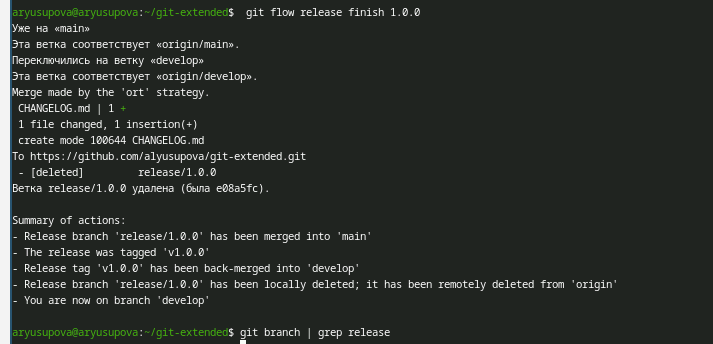 aryusupova@aryusupova:~/git-extended$  git flow release finish 1.0.0
Уже на «main»
Эта ветка соответствует «origin/main».
Переключились на ветку «develop»
Эта ветка соответствует «origin/develop».
Merge made by the 'ort' strategy.
 CHANGELOG.md | 1 +
 1 file changed, 1 insertion(+)
 create mode 100644 CHANGELOG.md
To https://github.com/alyusupova/git-extended.git
 - [deleted]         release/1.0.0
Ветка release/1.0.0 удалена (была e08a5fc).

Summary of actions:
- Release branch 'release/1.0.0' has been merged into 'main'
- The release was tagged 'v1.0.0'
- Release tag 'v1.0.0' has been back-merged into 'develop'
- Release branch 'release/1.0.0' has been locally deleted; it has been remotely deleted from 'origin'
- You are now on branch 'develop'

aryusupova@aryusupova:~/git-extended$ git branch | grep release